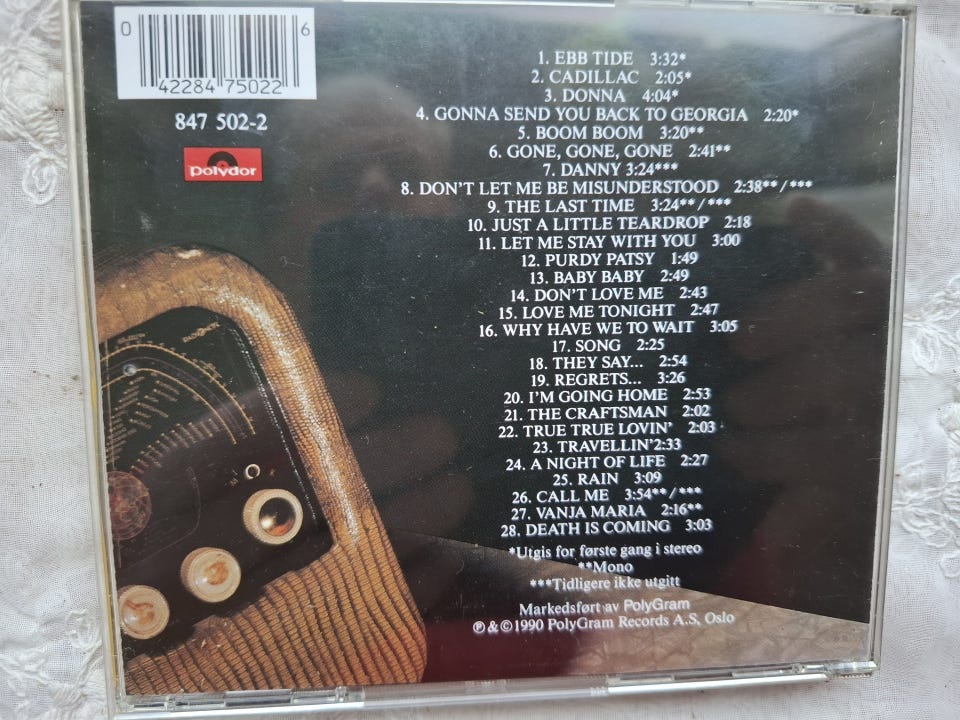 0 6
42284 75022
847 502-2
polydor
1. EBB TIDE 3:32*
2. CADILLAC 2:05*
3. DONNA 4:04*
4. GONNA SEND YOU BACK TO GEORGIA 2:20*
5. BOOM BOOM 3:20**
6. GONE, GONE, GONE 2:41**
7. DANNY 3:24***
8. DON'T LET ME BE MISUNDERSTOOD 2:38**/***
9. THE LAST TIME 3:24**/***
10. JUST A LITTLE TEARDROP 2:18
11. LET ME STAY WITH YOU 3:00
12. PURDY PATSY 1:49
13. BABY BABY 2:49
14. DON'T LOVE ME 2:43
15. LOVE ME TONIGHT 2:47
16. WHY HAVE WE TO WAIT 3:05
17. SONG 2:25
18. THEY SAY... 2:54
19. REGRETS... 3:26
20. I'M GOING HOME 2:53
21. THE CRAFTSMAN 2:02
22. TRUE TRUE LOVIN' 2:03
23. TRAVELLIN'2:33
24. A NIGHT OF LIFE 2:27
25. RAIN 3:09
26. CALL ME 3:54**/***
27. VANJA MARIA 2:16**
28. DEATH IS COMING 3:03
*Utgis for første gang i stereo
**Mono
***Tidligere ikke utgitt
Markedsført av PolyGram
℗ & © 1990 PolyGram Records A.S, Oslo